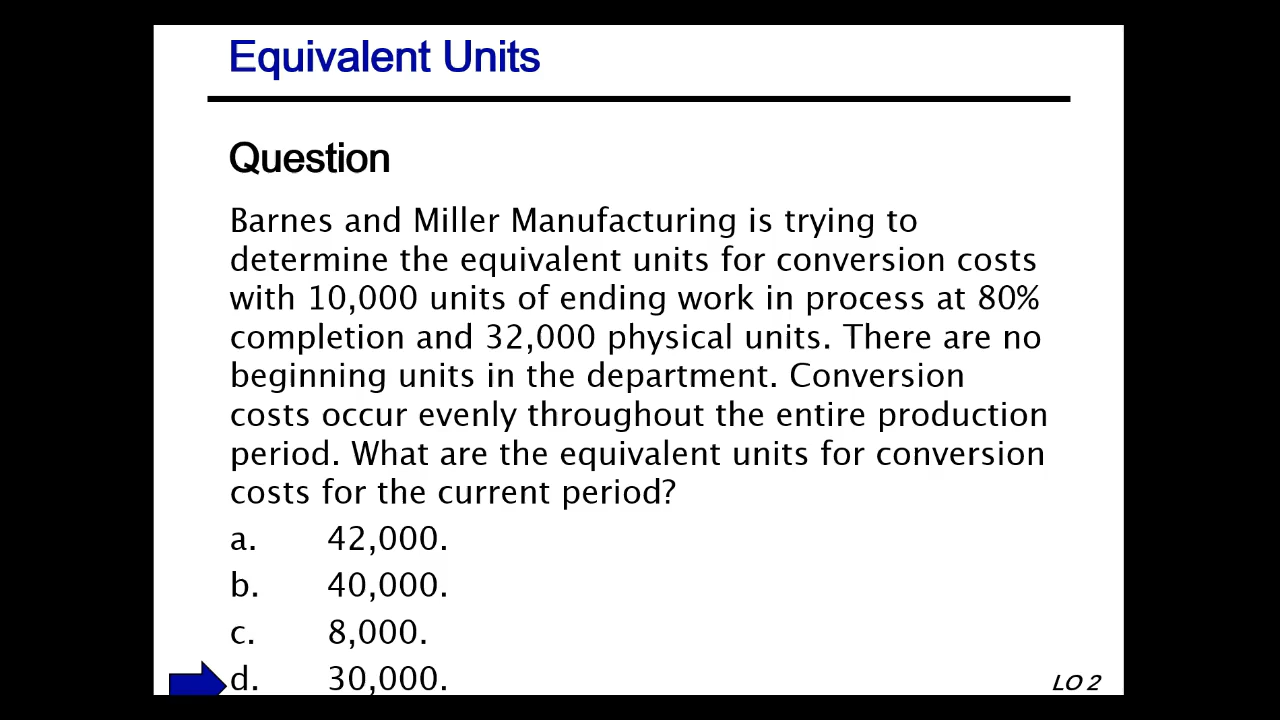 Equivalent Units
Question
Barnes and Miller Manufacturing is trying to
determine the equivalent units for conversion costs
with 10,000 units of ending work in process at 80%
completion and 32,000 physical units. There are no
beginning units in the department. Conversion
costs occur evenly throughout the entire production
period. What are the equivalent units for conversion
costs for the current period?
a. 42,000.
b. 40,000.
c. 8,000.
d. 30,000.
LO 2